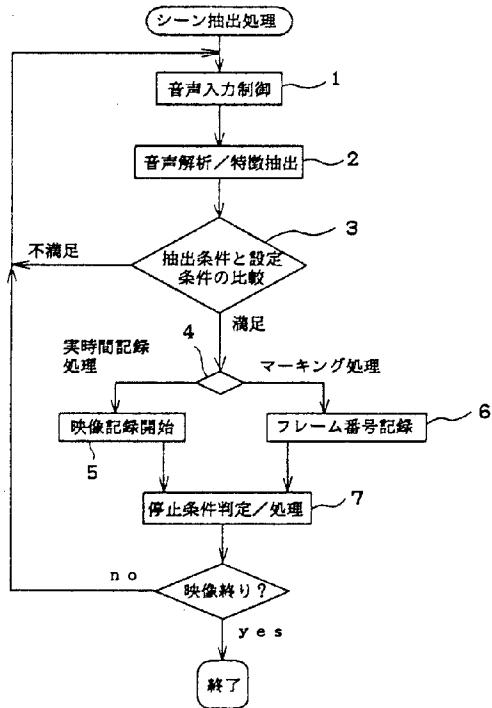 シーン抽出処理
1
音声入力制御
2
音声解析／特徴抽出
3
抽出条件と設定
条件の比較
不満足
満足
4
実時間記録
処理
マーキング処理
映像記録開始
5
フレーム番号記録
6
停止条件判定／処理
7
映像終り？
no
yes
終了